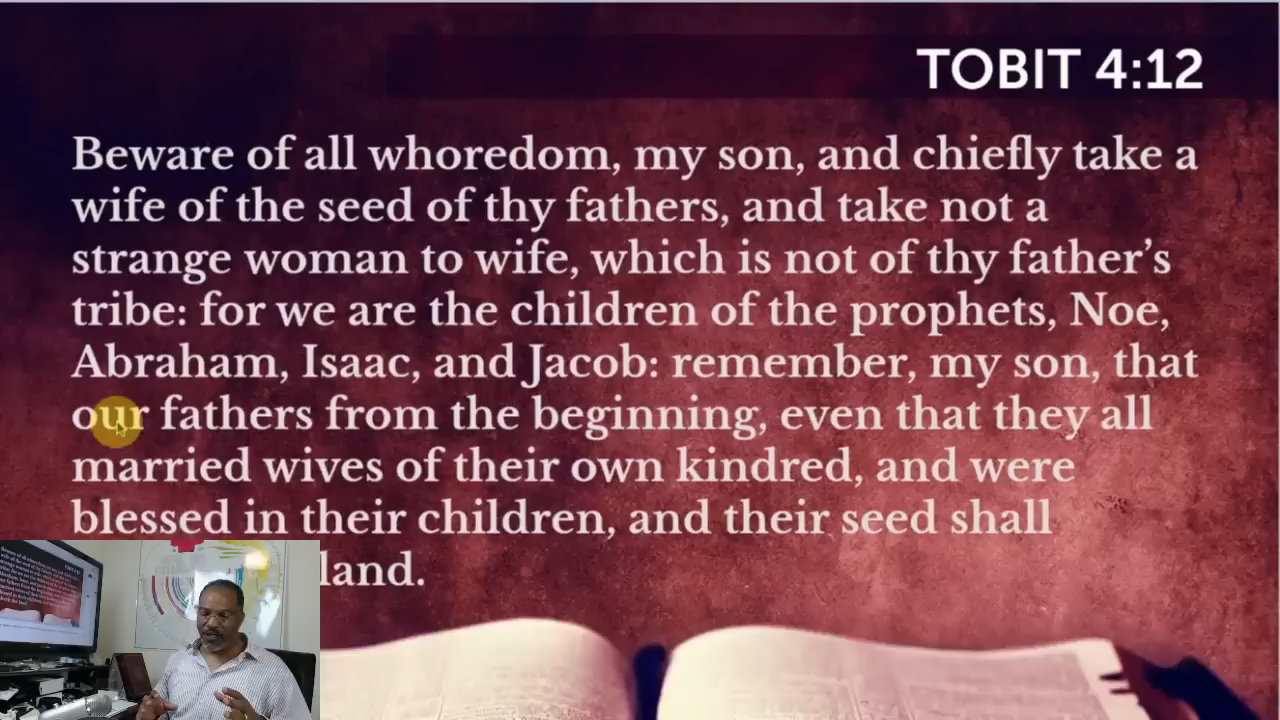 TOBIT 4:12
Beware of all whoredom, my son, and chiefly take a
wife of the seed of thy fathers, and take not a
strange woman to wife, which is not of thy father’s
tribe: for we are the children of the prophets, Noe,
Abraham, Isaac, and Jacob: remember, my son, that
our fathers from the beginning, even that they all
married wives of their own kindred, and were
blessed in their children, and their seed shall
land.